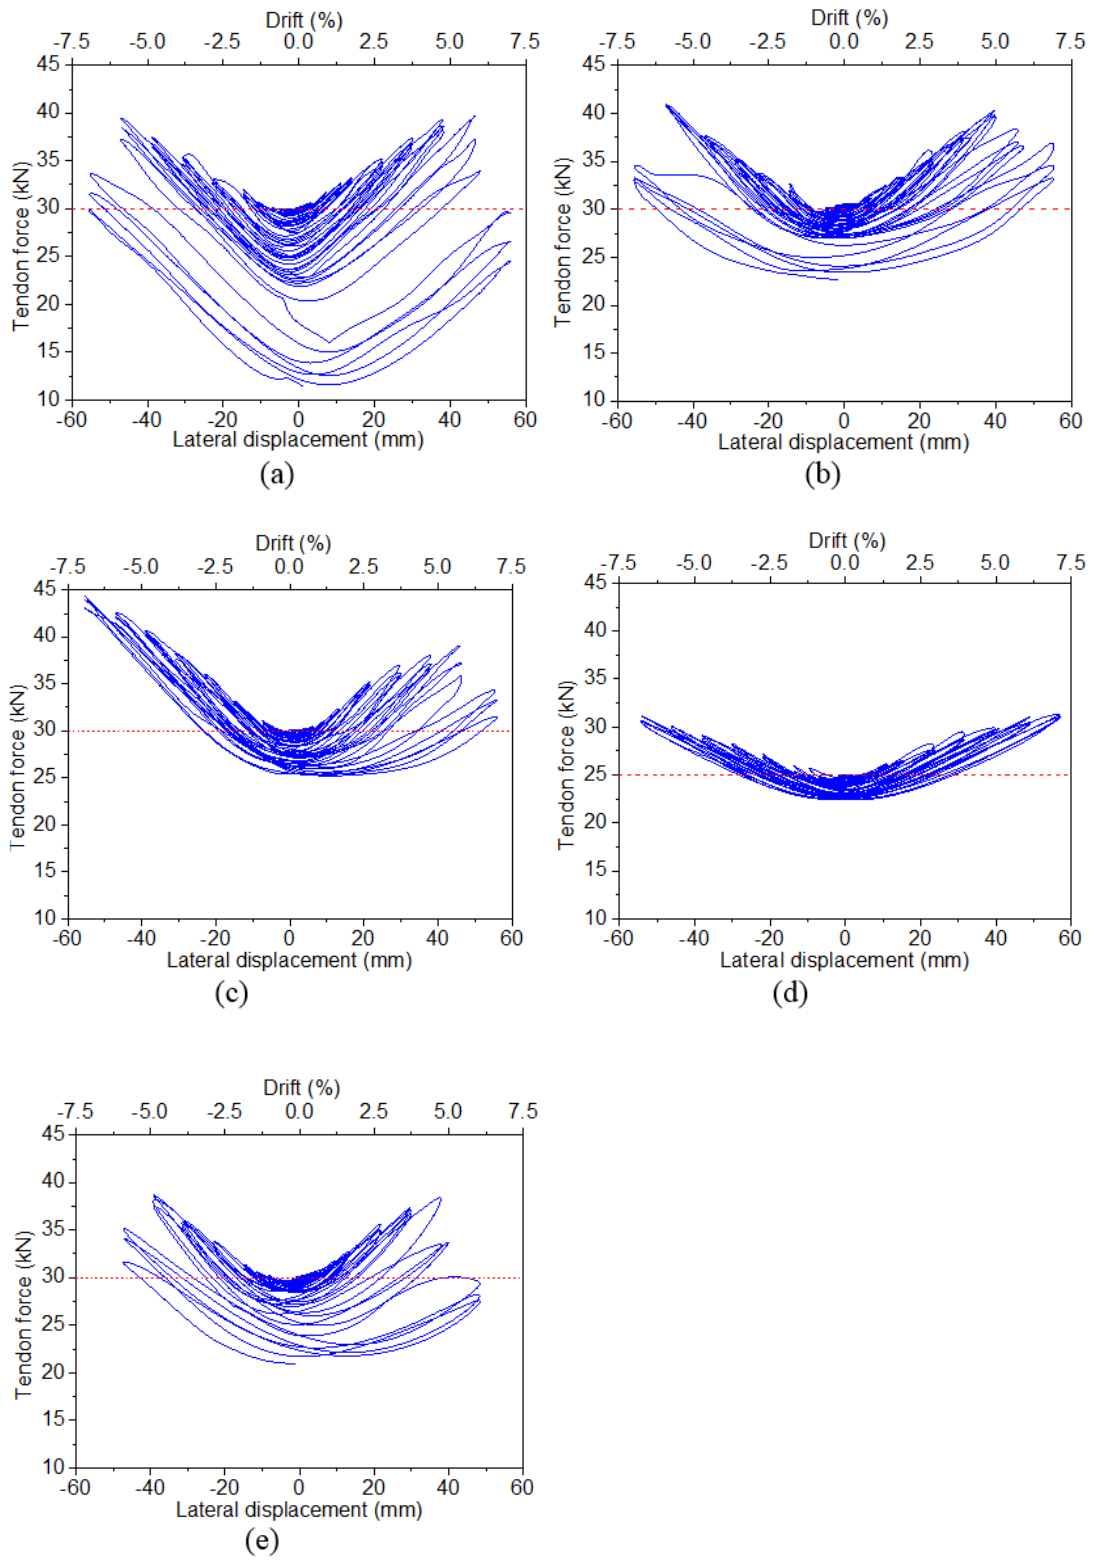 Drift (%)
-7.5 -5.0 -2.5 0.0 2.5 5.0 7.5
45
40
35
30
25
20
15
10
Tendon force (kN)
-60 -40 -20 0 20 40 60
Lateral displacement (mm)
(a)
Drift (%)
-7.5 -5.0 -2.5 0.0 2.5 5.0 7.5
45
40
35
30
25
20
15
10
Tendon force (kN)
-60 -40 -20 0 20 40 60
Lateral displacement (mm)
(b)
Drift (%)
-7.5 -5.0 -2.5 0.0 2.5 5.0 7.5
45
40
35
30
25
20
15
10
Tendon force (kN)
-60 -40 -20 0 20 40 60
Lateral displacement (mm)
(c)
Drift (%)
-7.5 -5.0 -2.5 0.0 2.5 5.0 7.5
45
40
35
30
25
20
15
10
Tendon force (kN)
-60 -40 -20 0 20 40 60
Lateral displacement (mm)
(d)
Drift (%)
-7.5 -5.0 -2.5 0.0 2.5 5.0 7.5
45
40
35
30
25
20
15
10
Tendon force (kN)
-60 -40 -20 0 20 40 60
Lateral displacement (mm)
(e)